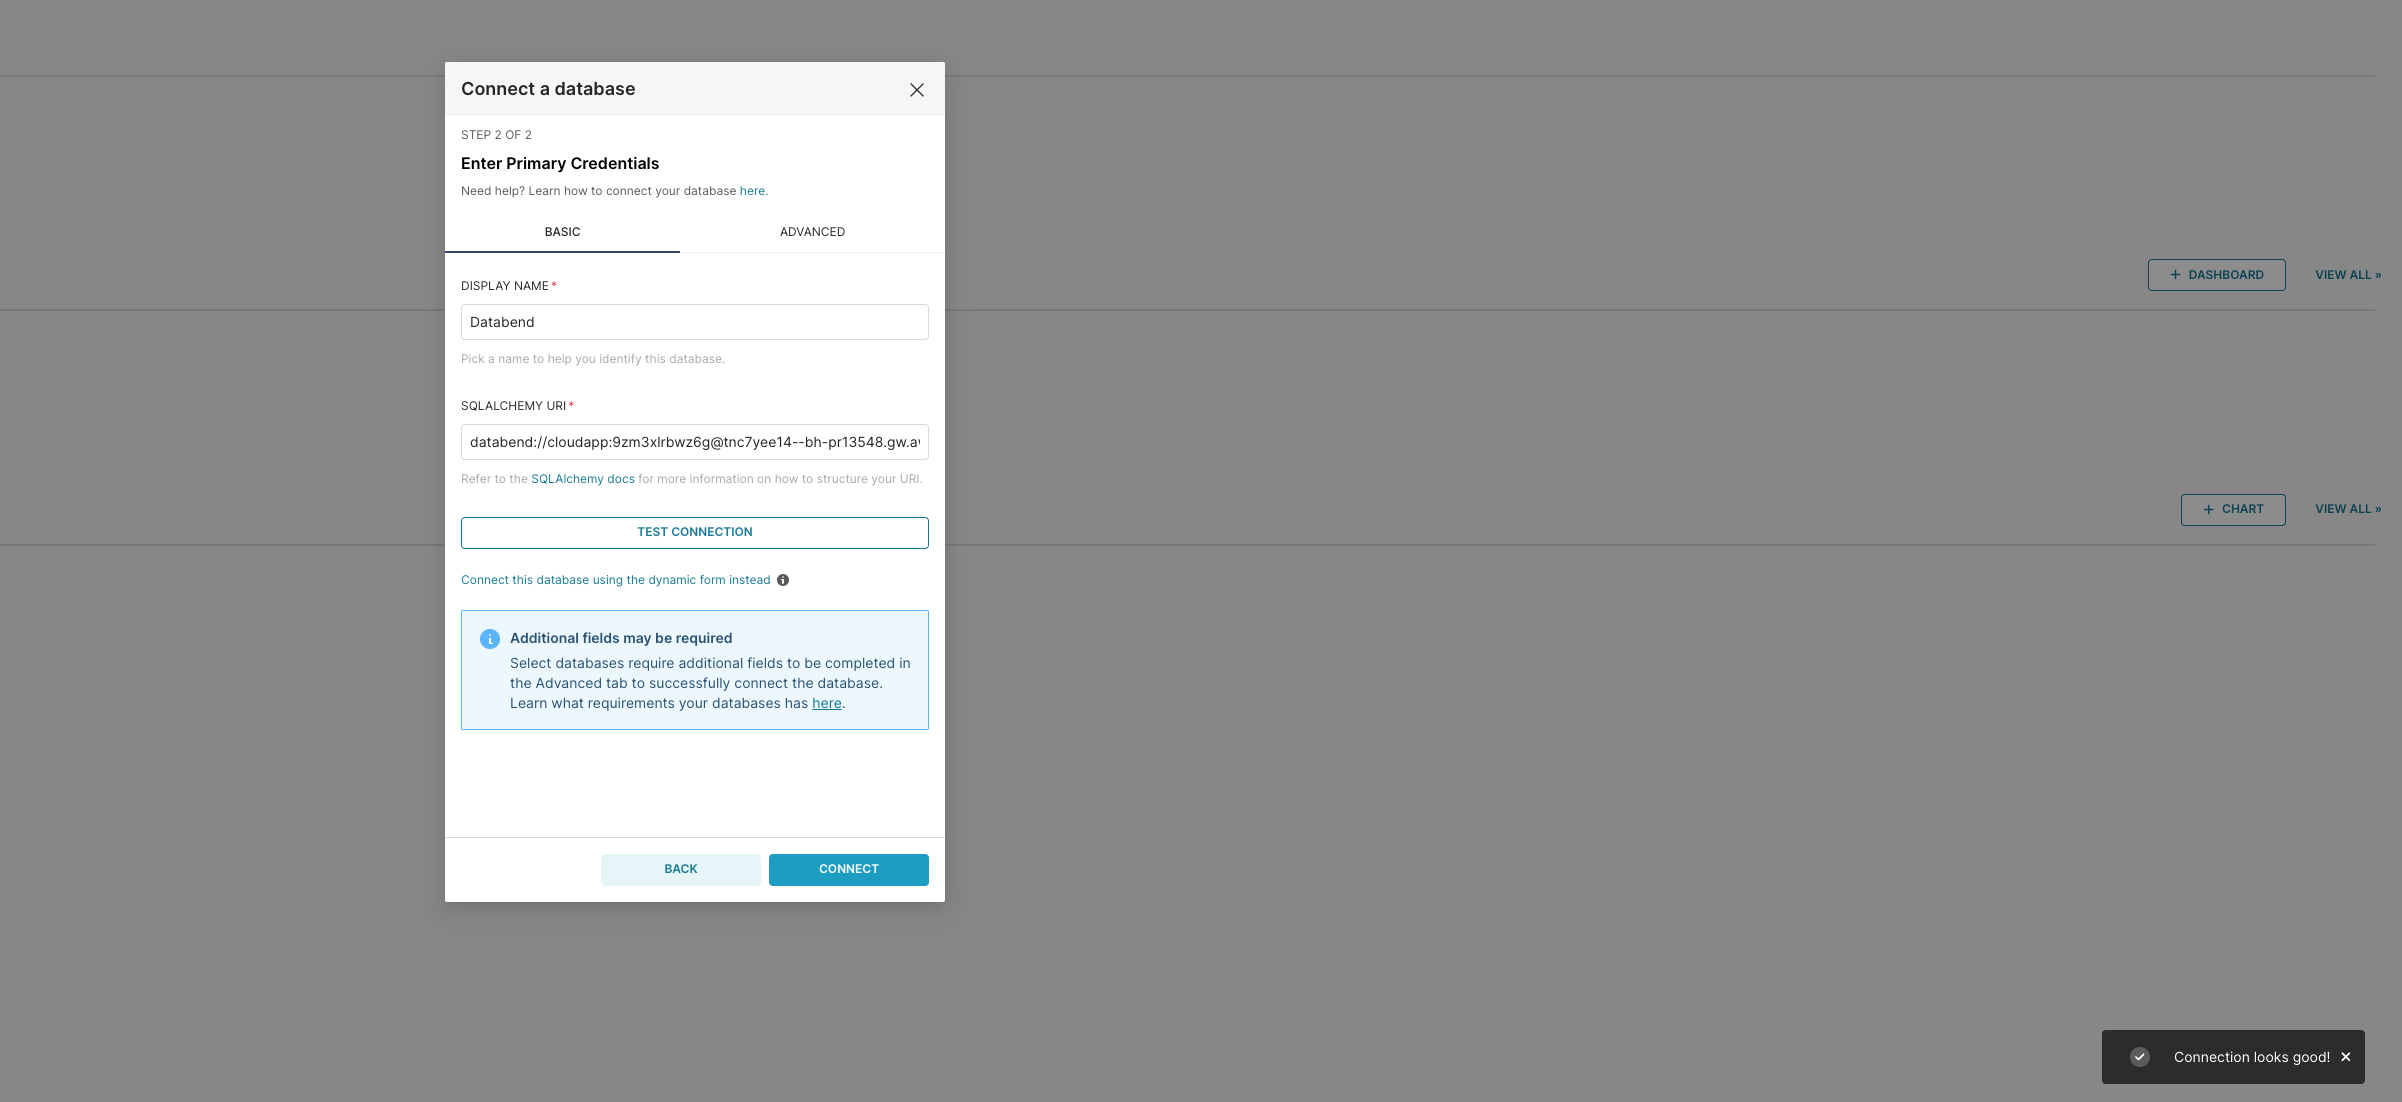 Connect a database
STEP 2 OF 2
Enter Primary Credentials
Need help? Learn how to connect your database here.
BASIC
ADVANCED
DISPLAY NAME*
Databend
Pick a name to help you identify this database.
SQLALCHEMY URI*
databend://cloudapp:9zm3xlrbwz6g@tnc7yee14--bh-pr13548.gw.av
Refer to the SQLAlchemy docs for more information on how to structure your URI.
TEST CONNECTION
Connect this database using the dynamic form instead
Additional fields may be required
Select databases require additional fields to be completed in
the Advanced tab to successfully connect the database.
Learn what requirements your databases has here.
BACK
CONNECT
+ DASHBOARD
VIEW ALL »
+ CHART
VIEW ALL »
Connection looks good!